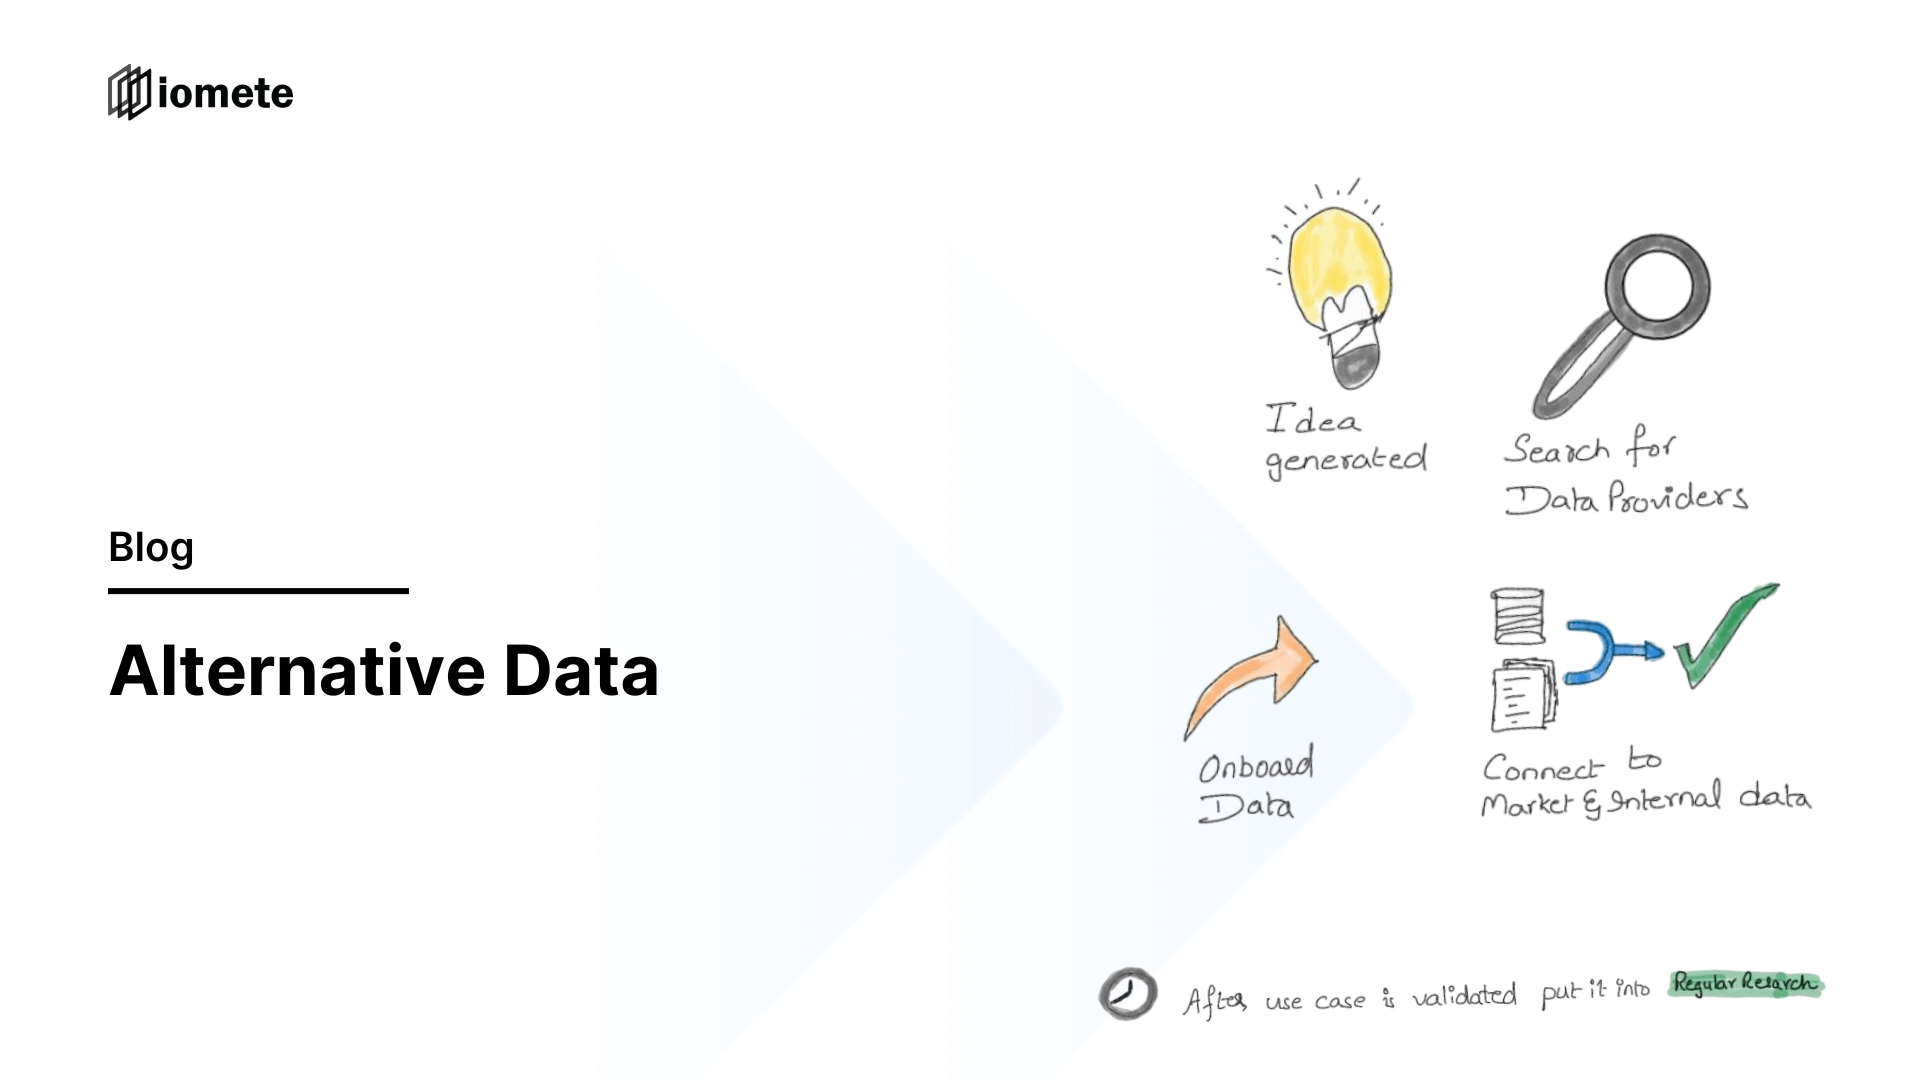 iomete
Blog
Alternative Data
Idea
generated
Search for
Data Providers
Onboard
Data
Connect to
Market & Internal data
After use case is validated put it into Regular Resarch